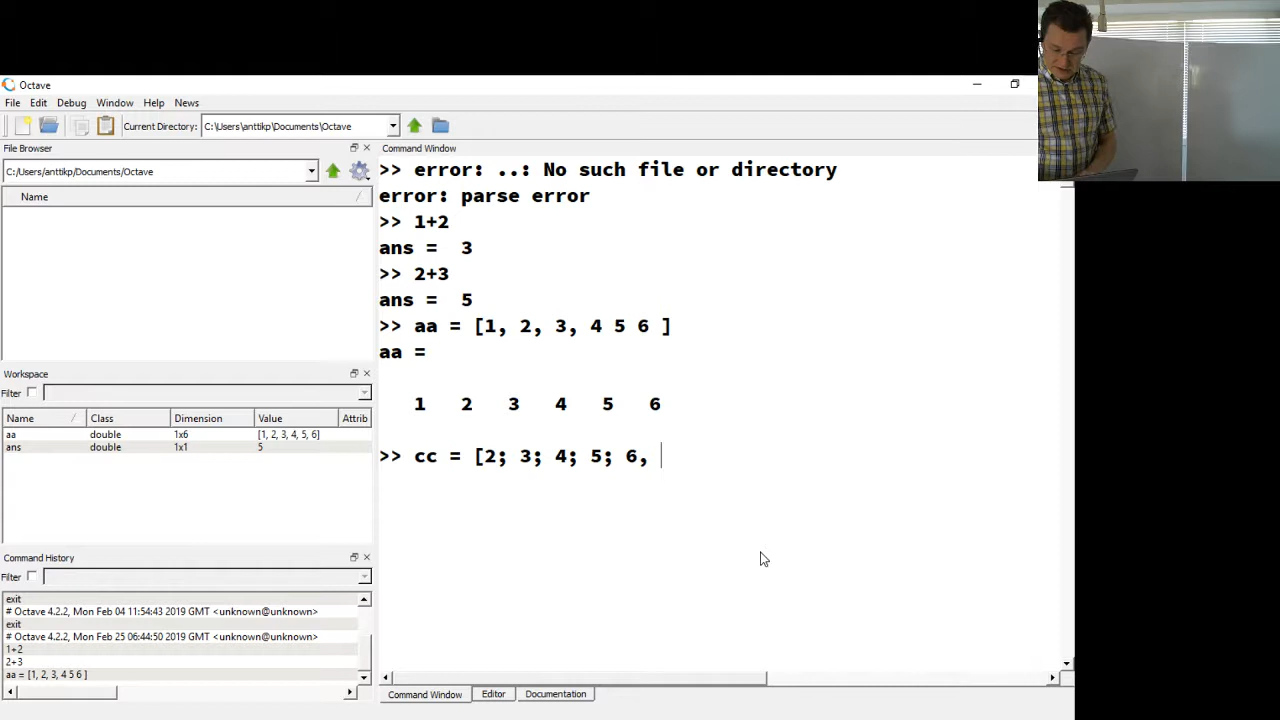 Octave
File Edit Debug Window Help News
Current Directory: C:\Users\anttikp\Documents\Octave
File Browser
C:/Users/anttikp/Documents/Octave
Name
Workspace
Filter
Name Class Dimension Value Attrib
aa double 1x6 [1, 2, 3, 4, 5, 6]
ans double 1x1 5
Command History
Filter
exit
# Octave 4.2.2, Mon Feb 04 11:54:43 2019 GMT <unknown@unknown>
exit
# Octave 4.2.2, Mon Feb 25 06:44:50 2019 GMT <unknown@unknown>
1+2
2+3
aa = [1, 2, 3, 4 5 6 ]
Command Window
>> error: ..: No such file or directory
error: parse error
>> 1+2
ans = 3
>> 2+3
ans = 5
>> aa = [1, 2, 3, 4 5 6 ]
aa =
1 2 3 4 5 6
>> cc = [2; 3; 4; 5; 6,
Command Window Editor Documentation